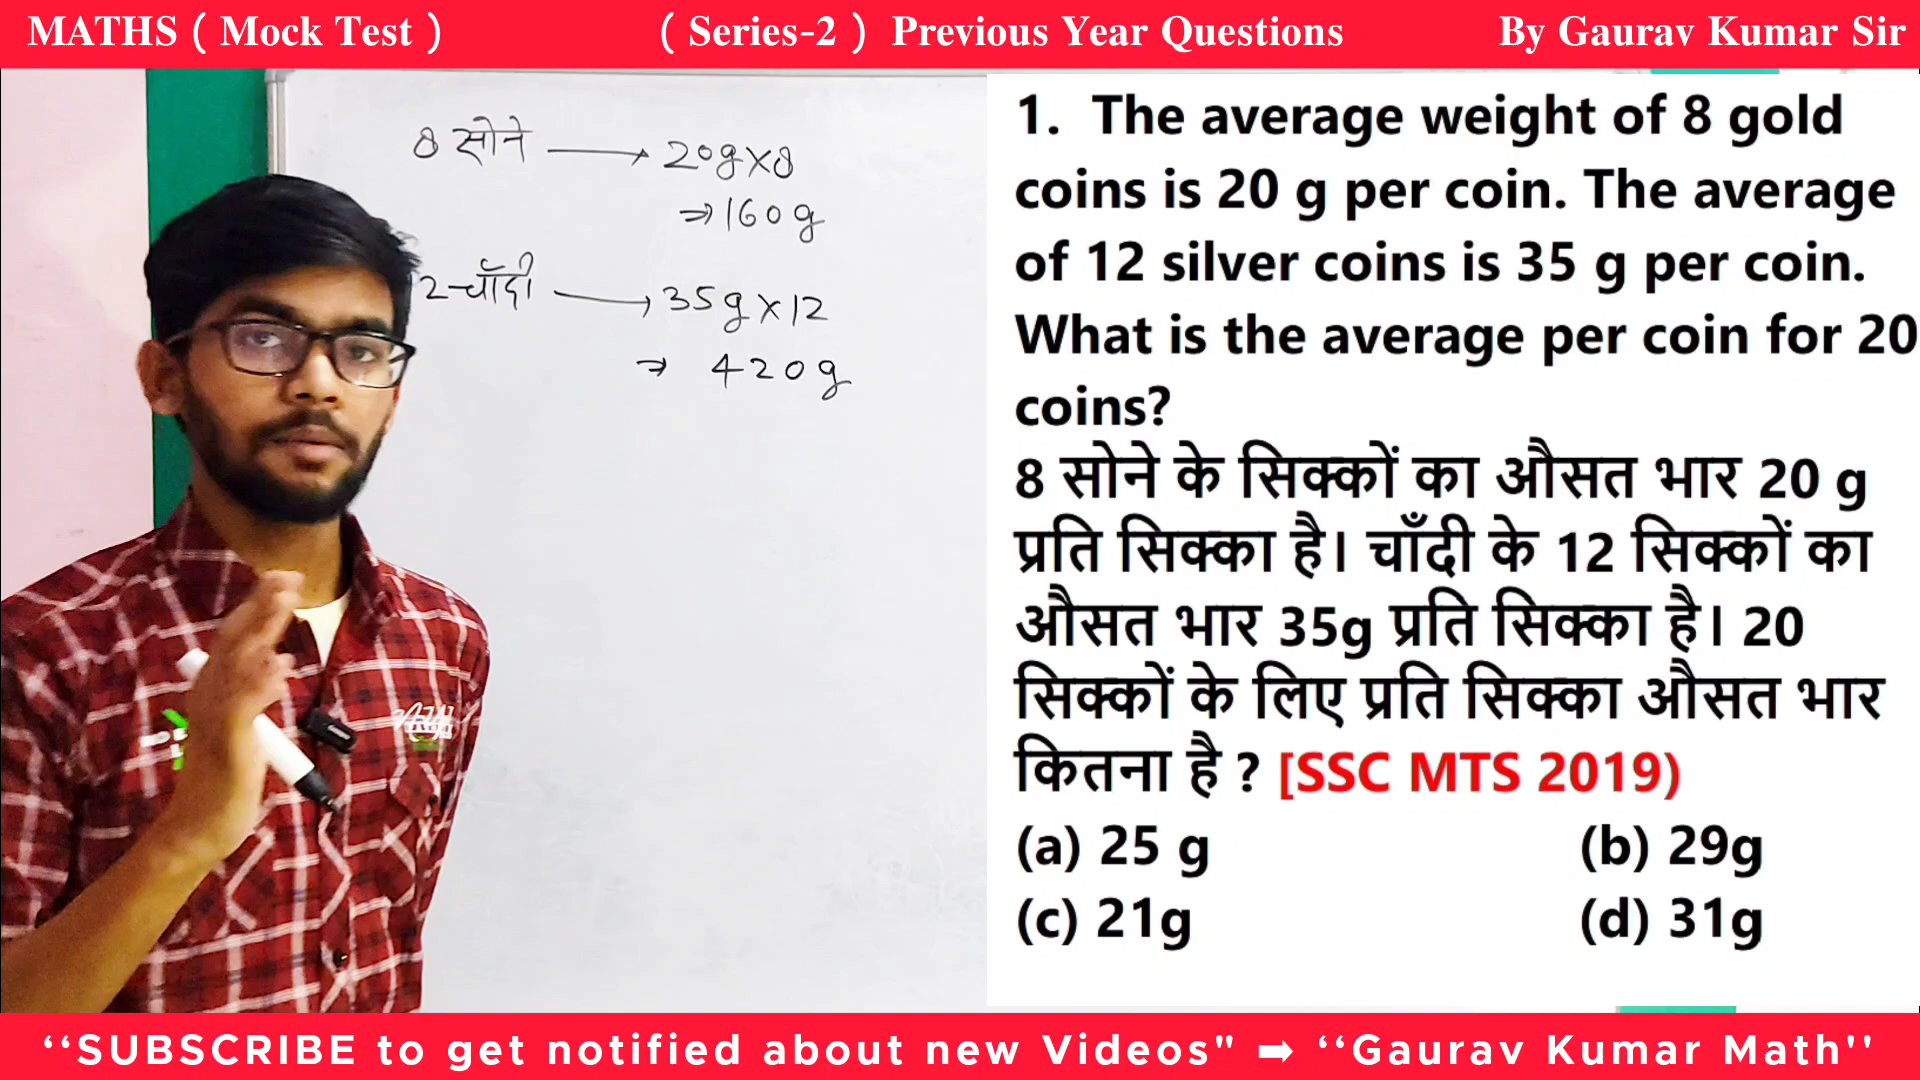 MATHS ( Mock Test ) ( Series-2 ) Previous Year Questions By Gaurav Kumar Sir
8 सोने → 20g×8
⇒ 160g
12 चाँदी → 35g×12
→ 420g
1. The average weight of 8 gold
coins is 20 g per coin. The average
of 12 silver coins is 35 g per coin.
What is the average per coin for 20
coins?
8 सोने के सिक्कों का औसत भार 20 g
प्रति सिक्का है। चाँदी के 12 सिक्कों का
औसत भार 35g प्रति सिक्का है। 20
सिक्कों के लिए प्रति सिक्का औसत भार
कितना है ? [SSC MTS 2019)
(a) 25 g (b) 29g
(c) 21g (d) 31g
‘‘SUBSCRIBE to get notified about new Videos" ➡ ‘‘Gaurav Kumar Math''